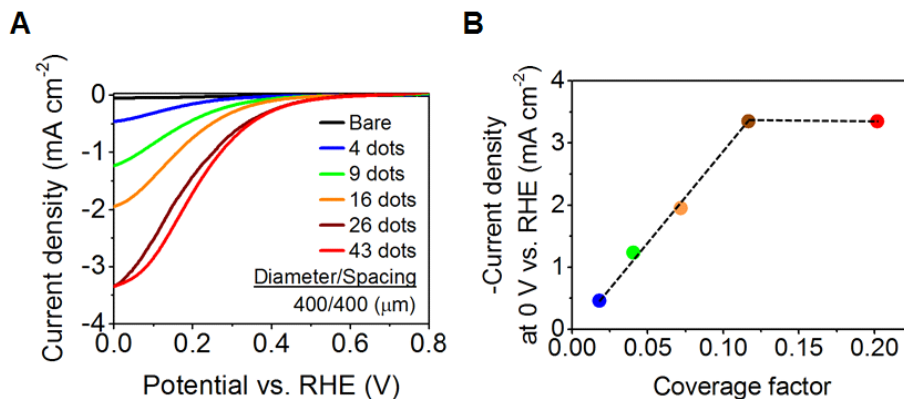 A
Current density (mA cm-2)
0
-1
-2
-3
-4
Bare
4 dots
9 dots
16 dots
26 dots
43 dots
Diameter/Spacing
400/400 (μm)
0.0
0.2
0.4
0.6
0.8
Potential vs. RHE (V)
B
-Current density
at 0 V vs. RHE (mA cm-2)
4
3
2
1
0
0.00
0.05
0.10
0.15
0.20
Coverage factor